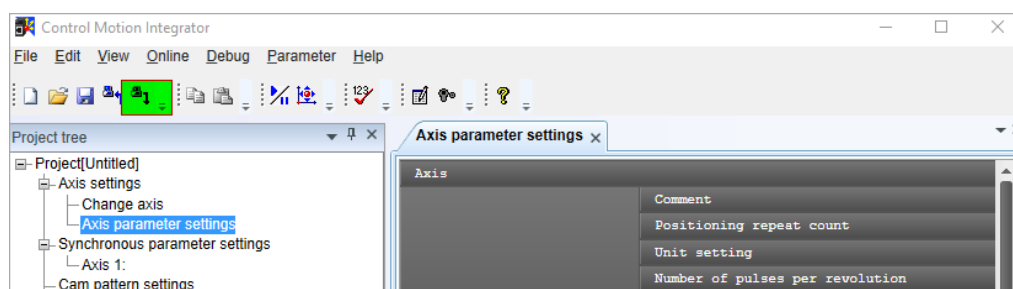 Control Motion Integrator
File Edit View Online Debug Parameter Help
123
Project tree
Axis parameter settings
Project[Untitled]
Axis
Axis settings
Change axis
Comment
Axis parameter settings
Positioning repeat count
Synchronous parameter settings
Unit setting
Axis 1:
Number of pulses per revolution
Cam pattern settings